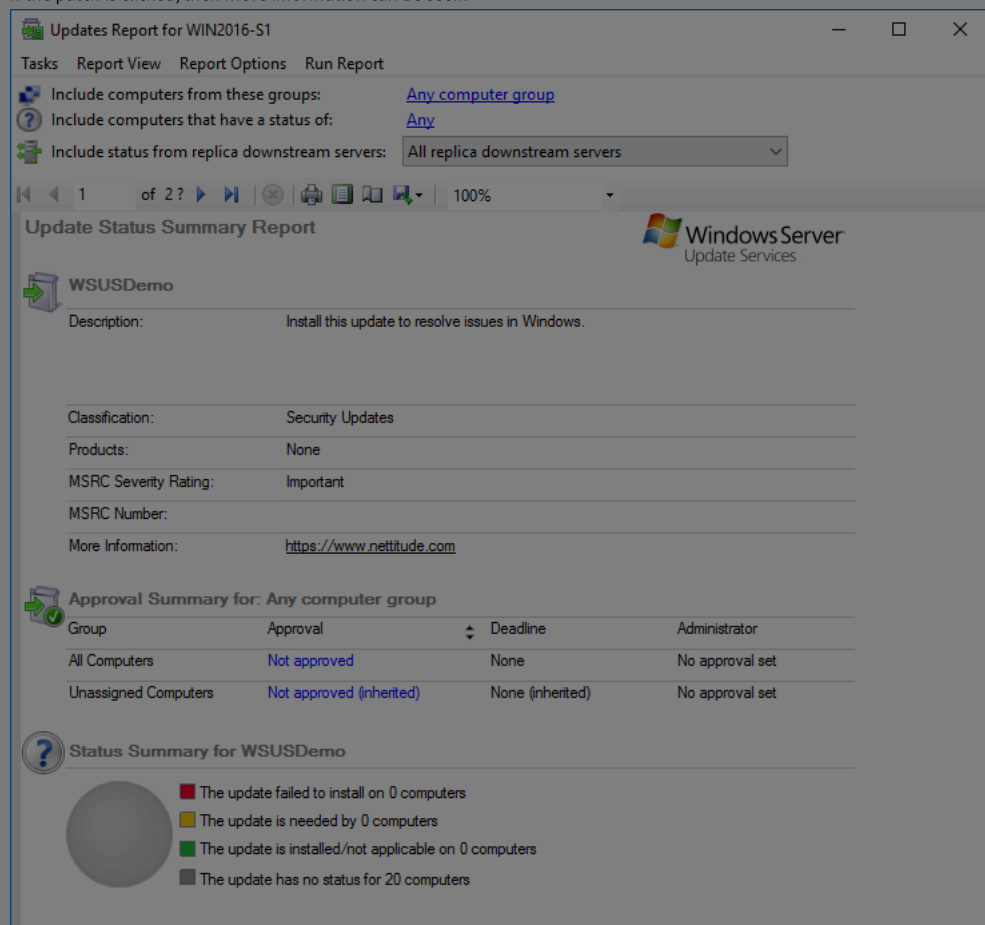 Updates Report for WIN2016-S1
Tasks Report View Report Options Run Report
Include computers from these groups: Any computer group
Include computers that have a status of: Any
Include status from replica downstream servers: All replica downstream servers
1 of 2 ? 100%
Update Status Summary Report
Windows Server
Update Services
WSUSDemo
Description: Install this update to resolve issues in Windows.
Classification: Security Updates
Products: None
MSRC Severity Rating: Important
MSRC Number:
More Information: https://www.nettitude.com
Approval Summary for: Any computer group
Group Approval Deadline Administrator
All Computers Not approved None No approval set
Unassigned Computers Not approved (inherited) None (inherited) No approval set
Status Summary for WSUSDemo
The update failed to install on 0 computers
The update is needed by 0 computers
The update is installed/not applicable on 0 computers
The update has no status for 20 computers